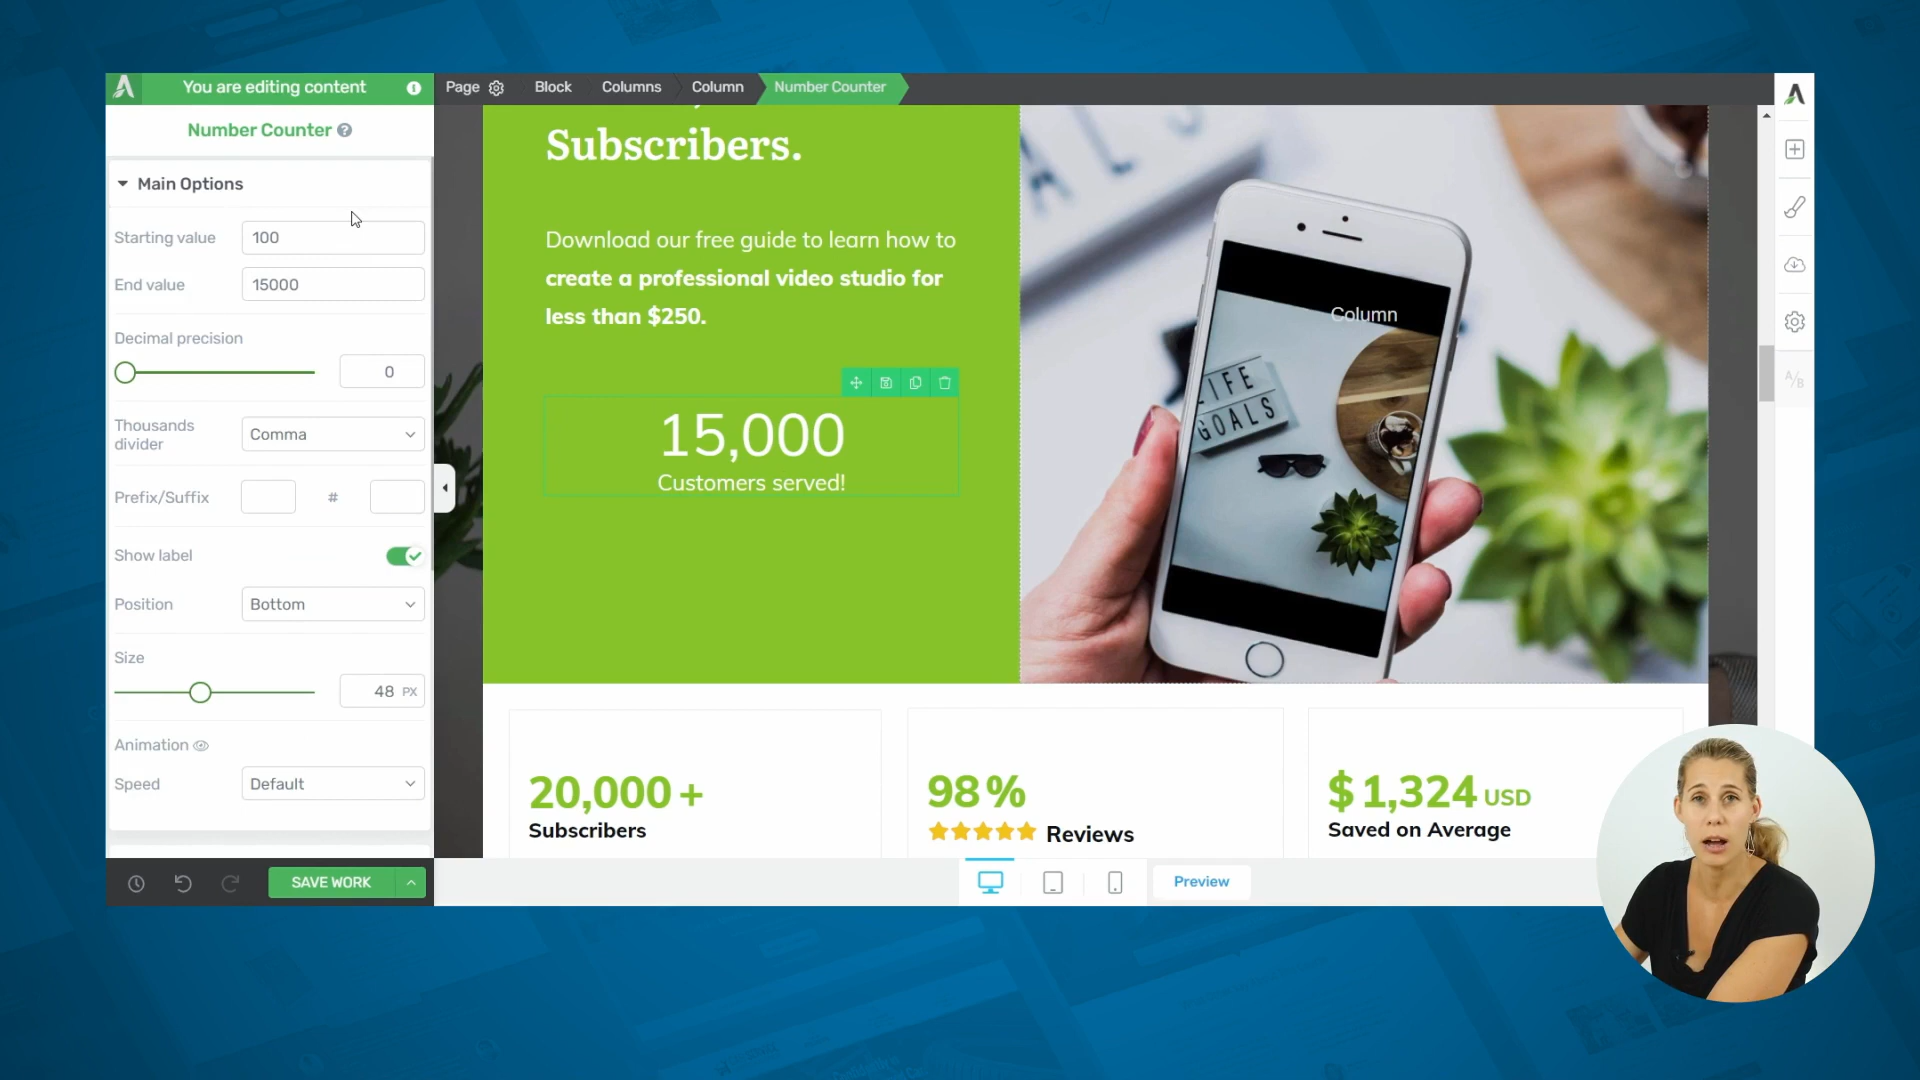 You are editing content
Page
Block
Columns
Column
Number Counter
Number Counter
Main Options
Starting value
100
End value
15000
Decimal precision
0
Thousands
divider
Comma
Prefix/Suffix
#
Show label
Position
Bottom
Size
48 PX
Animation
Speed
Default
SAVE WORK
Subscribers.
Download our free guide to learn how to
create a professional video studio for
less than $250.
15,000
Customers served!
Column
LIFE
GOALS
20,000 +
Subscribers
98 %
Reviews
$ 1,324 USD
Saved on Average
Preview
A/B